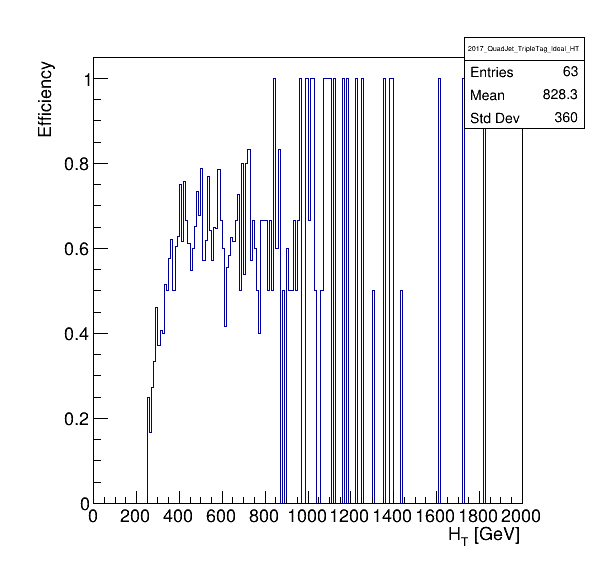 2017_QuadJet_TripleTag_Ideal_HT
Entries 63
Mean 828.3
Std Dev 360
Efficiency
1
0.8
0.6
0.4
0.2
0
0 200 400 600 800 1000 1200 1400 1600 1800 2000
H_T [GeV]